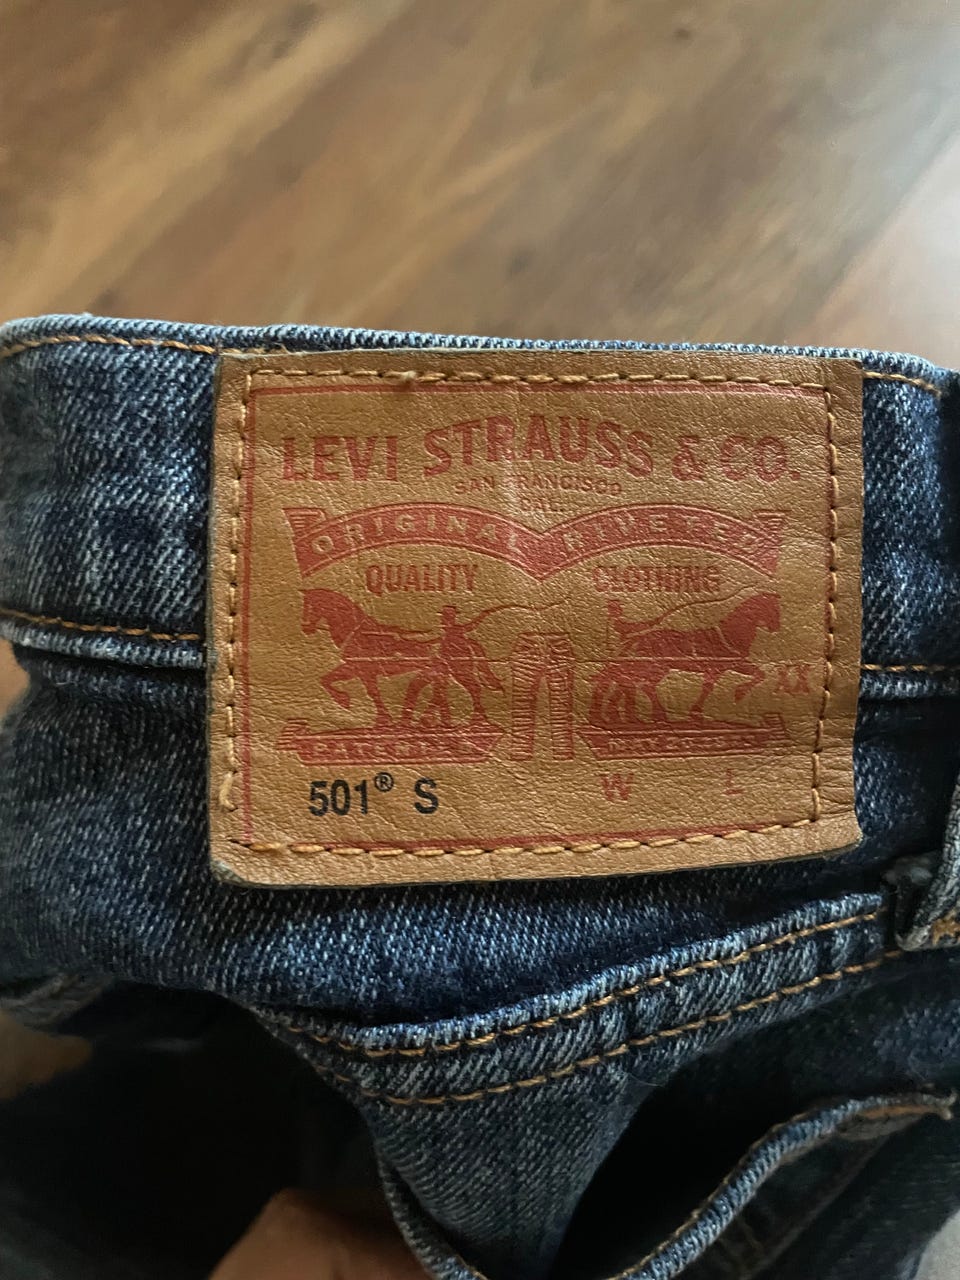 LEVI STRAUSS & CO.
SAN FRANCISCO
CAL.
ORIGINAL RIVETED
QUALITY CLOTHING
XX
501® S W L